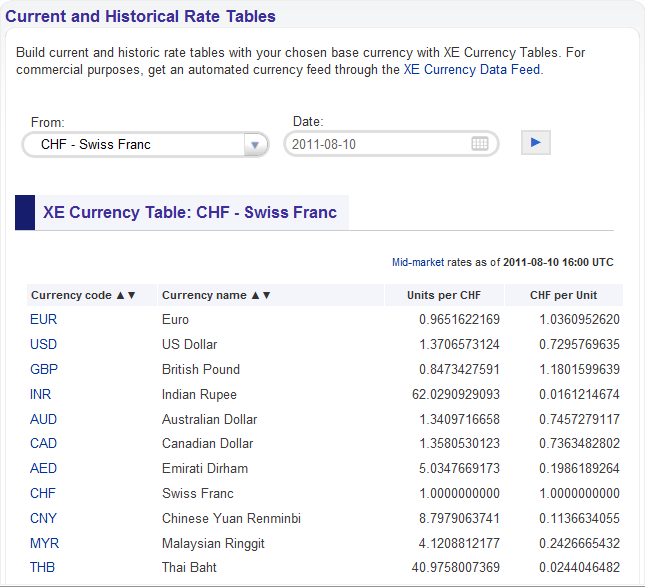 Current and Historical Rate Tables
Build current and historic rate tables with your chosen base currency with XE Currency Tables. For
commercial purposes, get an automated currency feed through the XE Currency Data Feed.
From: Date:
CHF - Swiss Franc 2011-08-10
XE Currency Table: CHF - Swiss Franc
Mid-market rates as of 2011-08-10 16:00 UTC
Currency code ▲▼ Currency name ▲▼ Units per CHF CHF per Unit
EUR Euro 0.9651622169 1.0360952620
USD US Dollar 1.3706573124 0.7295769635
GBP British Pound 0.8473427591 1.1801599639
INR Indian Rupee 62.0290929093 0.0161214674
AUD Australian Dollar 1.3409716658 0.7457279117
CAD Canadian Dollar 1.3580530123 0.7363482802
AED Emirati Dirham 5.0347669173 0.1986189264
CHF Swiss Franc 1.0000000000 1.0000000000
CNY Chinese Yuan Renminbi 8.7979063741 0.1136634055
MYR Malaysian Ringgit 4.1208812177 0.2426665432
THB Thai Baht 40.9758007369 0.0244046482